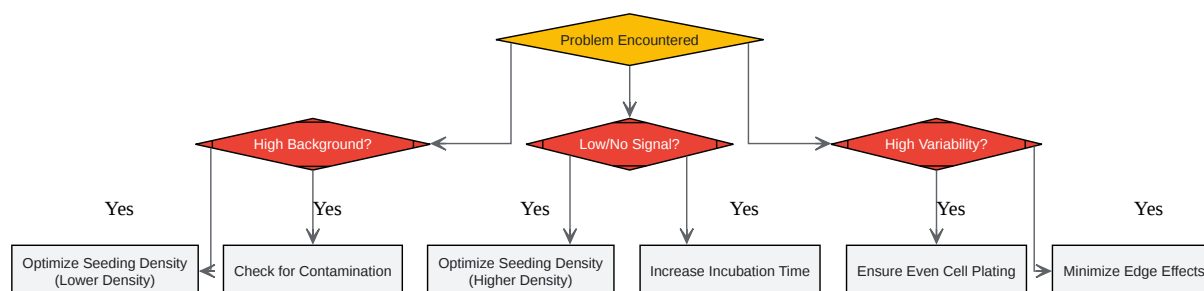 Problem Encountered
High Background?
Low/No Signal?
High Variability?
Yes
Yes
Yes
Yes
Yes
Yes
Optimize Seeding Density
(Lower Density)
Check for Contamination
Optimize Seeding Density
(Higher Density)
Increase Incubation Time
Ensure Even Cell Plating
Minimize Edge Effects